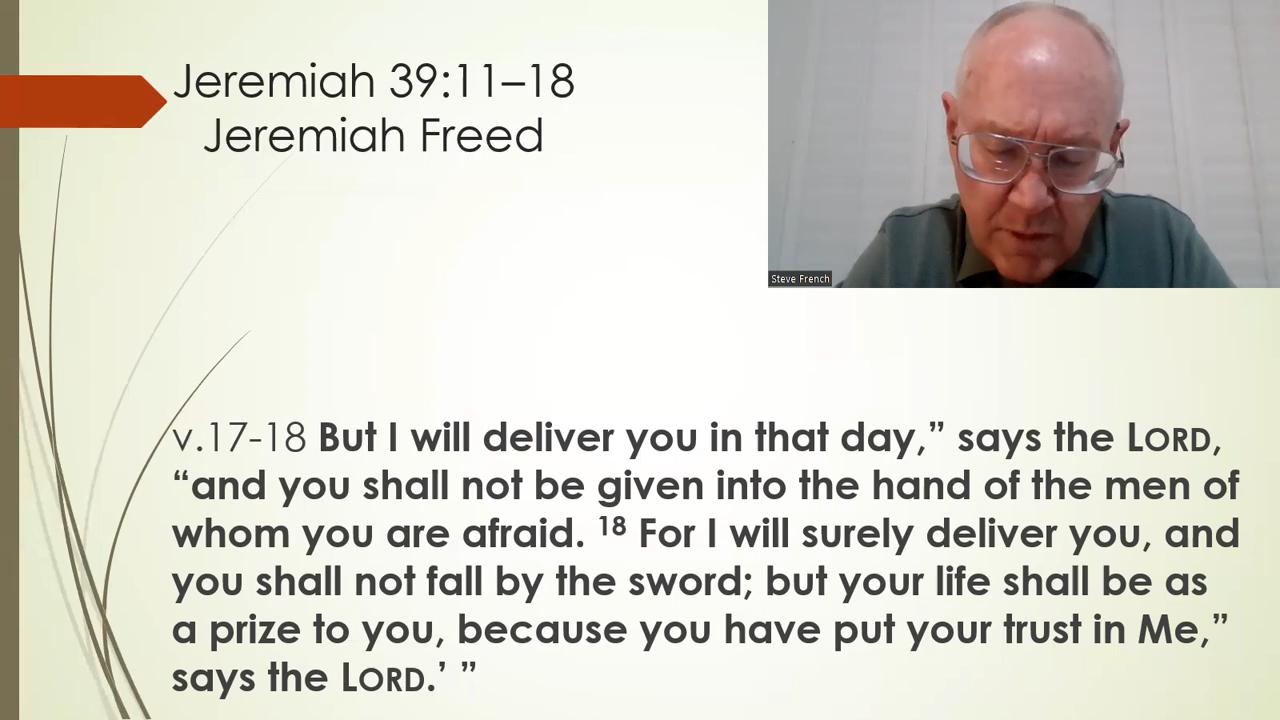 Jeremiah 39:11–18
Jeremiah Freed
Steve French
v.17-18 But I will deliver you in that day,” says the LORD,
“and you shall not be given into the hand of the men of
whom you are afraid. ¹⁸ For I will surely deliver you, and
you shall not fall by the sword; but your life shall be as
a prize to you, because you have put your trust in Me,”
says the LORD.’ ”